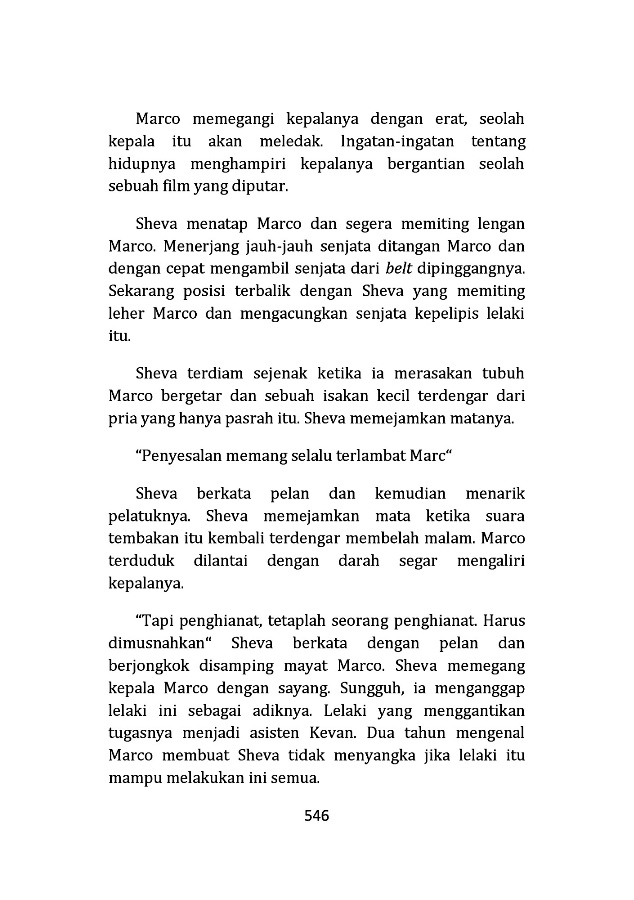 Marco memegangi kepalanya dengan erat, seolah
kepala itu akan meledak. Ingatan-ingatan tentang
hidupnya menghampiri kepalanya bergantian seolah
sebuah film yang diputar.
Sheva menatap Marco dan segera memiting lengan
Marco. Menerjang jauh-jauh senjata ditangan Marco dan
dengan cepat mengambil senjata dari belt dipinggangnya.
Sekarang posisi terbalik dengan Sheva yang memiting
leher Marco dan mengacungkan senjata kepelipis lelaki
itu.
Sheva terdiam sejenak ketika ia merasakan tubuh
Marco bergetar dan sebuah isakan kecil terdengar dari
pria yang hanya pasrah itu. Sheva memejamkan matanya.
“Penyesalan memang selalu terlambat Marc“
Sheva berkata pelan dan kemudian menarik
pelatuknya. Sheva memejamkan mata ketika suara
tembakan itu kembali terdengar membelah malam. Marco
terduduk dilantai dengan darah segar mengaliri
kepalanya.
“Tapi penghianat, tetaplah seorang penghianat. Harus
dimusnahkan“ Sheva berkata dengan pelan dan
berjongkok disamping mayat Marco. Sheva memegang
kepala Marco dengan sayang. Sungguh, ia menganggap
lelaki ini sebagai adiknya. Lelaki yang menggantikan
tugasnya menjadi asisten Kevan. Dua tahun mengenal
Marco membuat Sheva tidak menyangka jika lelaki itu
mampu melakukan ini semua.
546